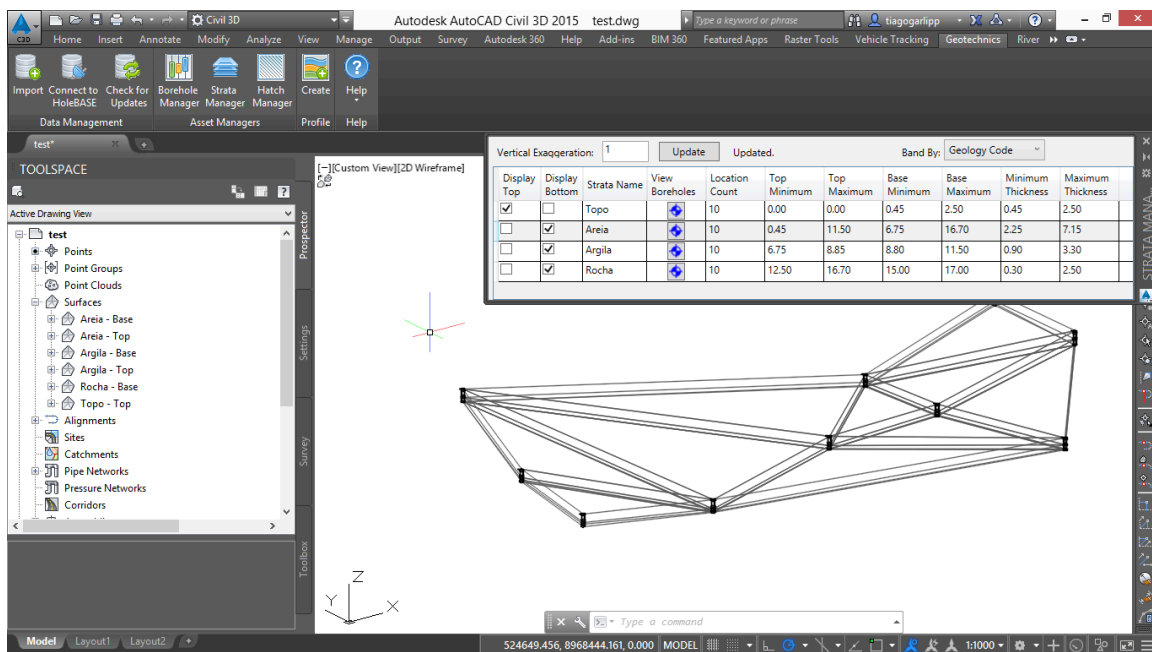 Civil 3D
Autodesk AutoCAD Civil 3D 2015 test.dwg
Type a keyword or phrase
tiagogarlipp
C3D
Home Insert Annotate Modify Analyze View Manage Output Survey Autodesk 360 Help Add-ins BIM 360 Featured Apps Raster Tools Vehicle Tracking Geotechnics River
Import Connect to HoleBASE Check for Updates Borehole Manager Strata Manager Hatch Manager Create Help
Data Management Asset Managers Profile Help
test*
TOOLSPACE
Active Drawing View
test
Points
Point Groups
Point Clouds
Surfaces
Areia - Base
Areia - Top
Argila - Base
Argila - Top
Rocha - Base
Topo - Top
Alignments
Sites
Catchments
Pipe Networks
Pressure Networks
Corridors
Prospector
Settings
Survey
Toolbox
[−][Custom View][2D Wireframe]
Vertical Exaggeration: 1 Update Updated. Band By: Geology Code
Display Top Display Bottom Strata Name View Boreholes Location Count Top Minimum Top Maximum Base Minimum Base Maximum Minimum Thickness Maximum Thickness
Topo 10 0.00 0.00 0.45 2.50 0.45 2.50
Areia 10 0.45 11.50 6.75 16.70 2.25 7.15
Argila 10 6.75 8.85 8.80 11.50 0.90 3.30
Rocha 10 12.50 16.70 15.00 17.00 0.30 2.50
STRATA MANA...
Z
Y
X
Type a command
Model Layout1 Layout2
524649.456, 8968444.161, 0.000 MODEL 1:1000